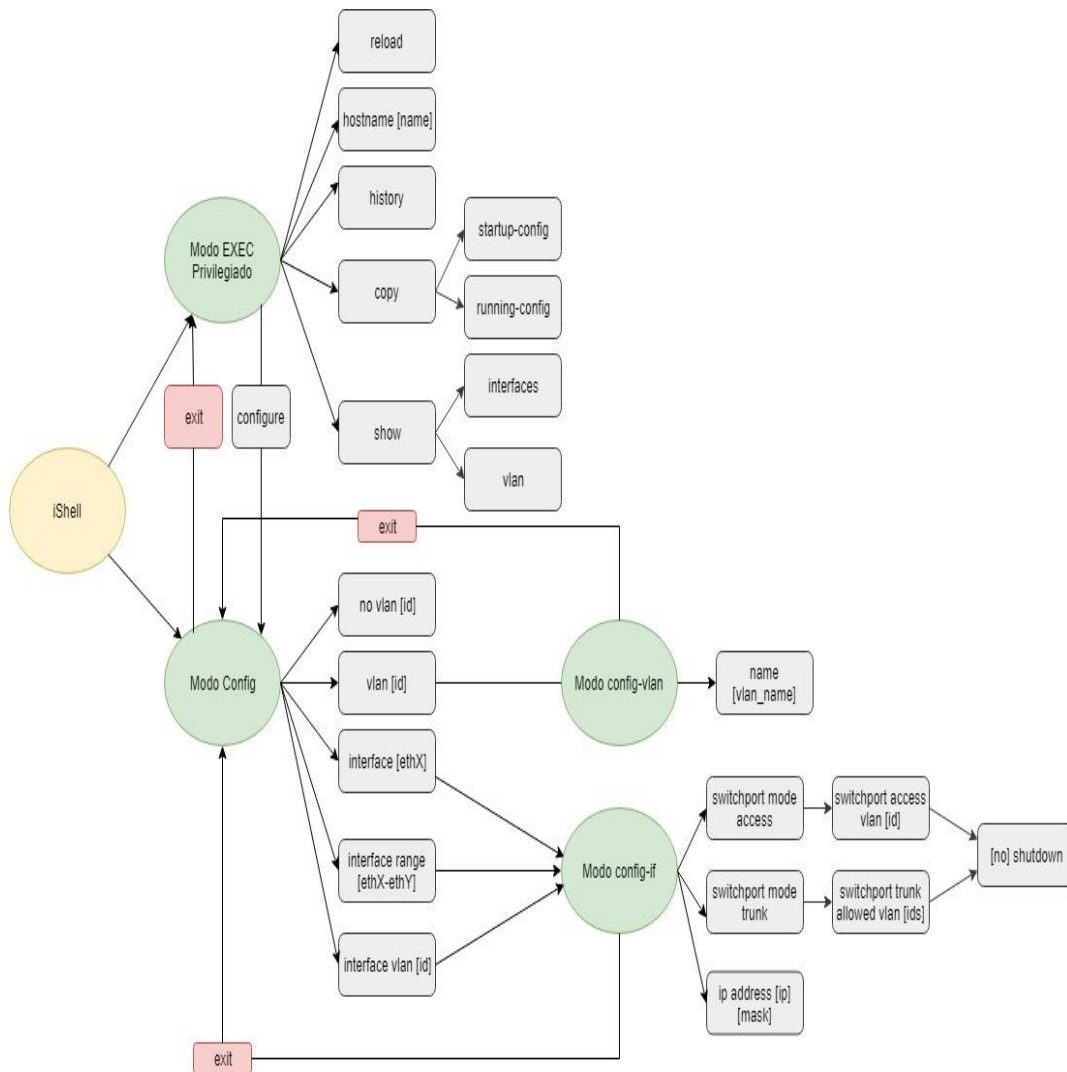 reload
hostname [name]
history
Modo EXEC
Privilegiado
startup-config
copy
running-config
interfaces
exit
configure
show
vlan
iShell
exit
no vlan [id]
Modo Config
vlan [id]
Modo config-vlan
name
[vlan_name]
interface [ethX]
switchport mode
access
switchport access
vlan [id]
[no] shutdown
interface range
[ethX-ethY]
Modo config-if
switchport mode
trunk
switchport trunk
allowed vlan [ids]
interface vlan [id]
ip address [ip]
[mask]
exit